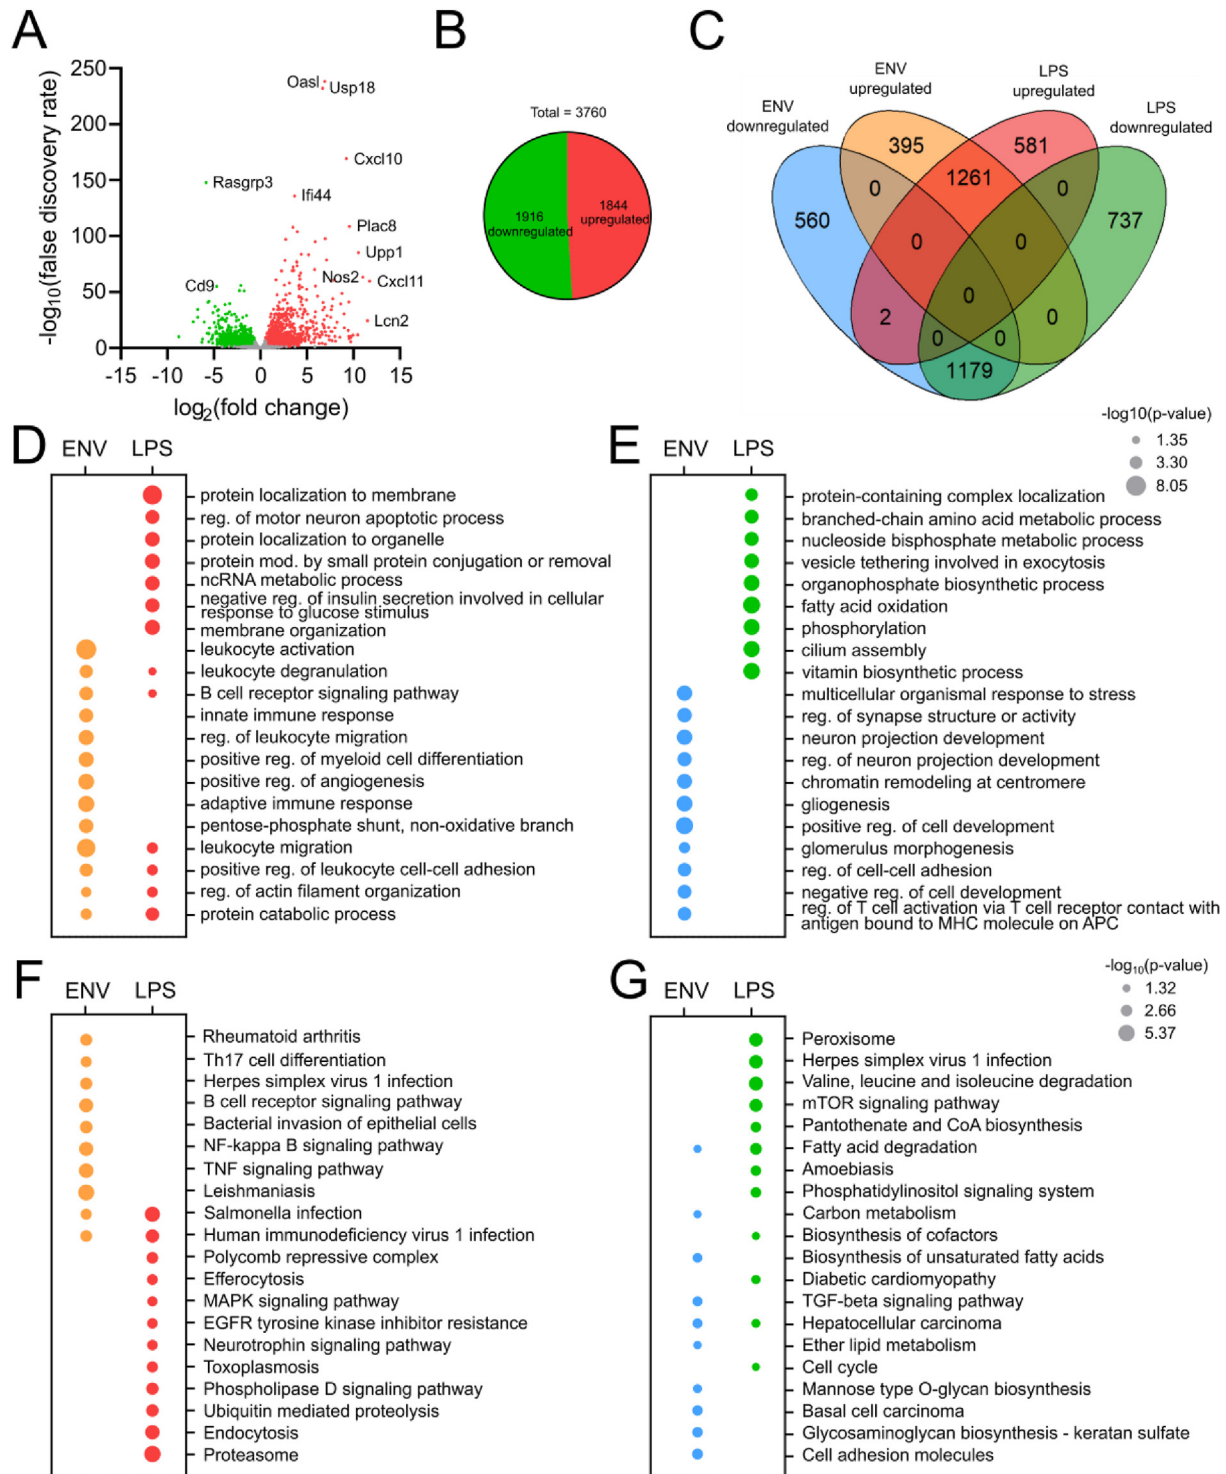 A
-log10(false discovery rate)
250
200
150
100
50
0
-15
-10
-5
0
5
10
15
log2(fold change)
Oasl
Usp18
Cxcl10
Rasgrp3
Ifi44
Plac8
Upp1
Nos2
Cxcl11
Cd9
Lcn2
B
Total = 3760
1916
downregulated
1844
upregulated
C
ENV
downregulated
ENV
upregulated
LPS
upregulated
LPS
downregulated
395
581
0
1261
0
560
737
0
0
0
2
0
0
0
1179
D
ENV
LPS
protein localization to membrane
reg. of motor neuron apoptotic process
protein localization to organelle
protein mod. by small protein conjugation or removal
ncRNA metabolic process
negative reg. of insulin secretion involved in cellular
response to glucose stimulus
membrane organization
leukocyte activation
leukocyte degranulation
B cell receptor signaling pathway
innate immune response
reg. of leukocyte migration
positive reg. of myeloid cell differentiation
positive reg. of angiogenesis
adaptive immune response
pentose-phosphate shunt, non-oxidative branch
leukocyte migration
positive reg. of leukocyte cell-cell adhesion
reg. of actin filament organization
protein catabolic process
E
ENV
LPS
-log10(p-value)
1.35
3.30
8.05
protein-containing complex localization
branched-chain amino acid metabolic process
nucleoside bisphosphate metabolic process
vesicle tethering involved in exocytosis
organophosphate biosynthetic process
fatty acid oxidation
phosphorylation
cilium assembly
vitamin biosynthetic process
multicellular organismal response to stress
reg. of synapse structure or activity
neuron projection development
reg. of neuron projection development
chromatin remodeling at centromere
gliogenesis
positive reg. of cell development
glomerulus morphogenesis
reg. of cell-cell adhesion
negative reg. of cell development
reg. of T cell activation via T cell receptor contact with
antigen bound to MHC molecule on APC
F
ENV
LPS
Rheumatoid arthritis
Th17 cell differentiation
Herpes simplex virus 1 infection
B cell receptor signaling pathway
Bacterial invasion of epithelial cells
NF-kappa B signaling pathway
TNF signaling pathway
Leishmaniasis
Salmonella infection
Human immunodeficiency virus 1 infection
Polycomb repressive complex
Efferocytosis
MAPK signaling pathway
EGFR tyrosine kinase inhibitor resistance
Neurotrophin signaling pathway
Toxoplasmosis
Phospholipase D signaling pathway
Ubiquitin mediated proteolysis
Endocytosis
Proteasome
G
ENV
LPS
-log10(p-value)
1.32
2.66
5.37
Peroxisome
Herpes simplex virus 1 infection
Valine, leucine and isoleucine degradation
mTOR signaling pathway
Pantothenate and CoA biosynthesis
Fatty acid degradation
Amoebiasis
Phosphatidylinositol signaling system
Carbon metabolism
Biosynthesis of cofactors
Biosynthesis of unsaturated fatty acids
Diabetic cardiomyopathy
TGF-beta signaling pathway
Hepatocellular carcinoma
Ether lipid metabolism
Cell cycle
Mannose type O-glycan biosynthesis
Basal cell carcinoma
Glycosaminoglycan biosynthesis - keratan sulfate
Cell adhesion molecules